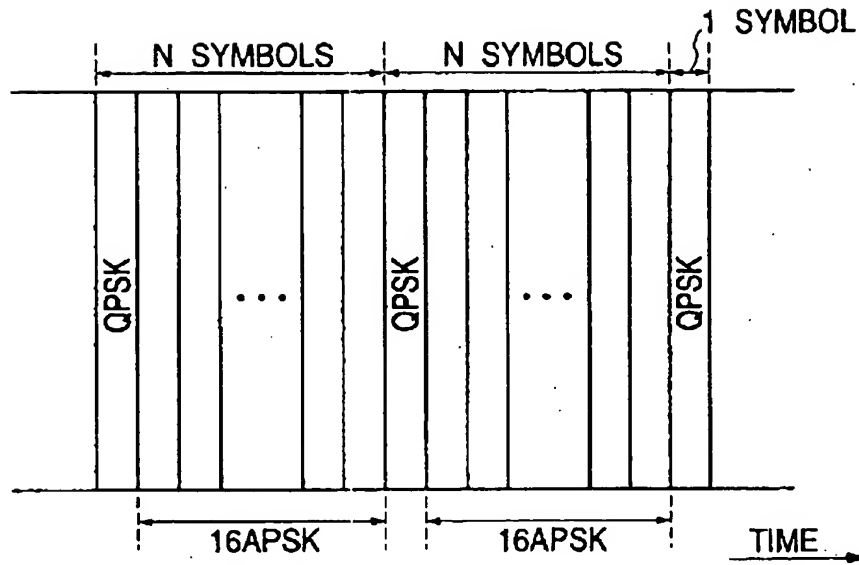 1 SYMBOL
N SYMBOLS
N SYMBOLS
QPSK
...
QPSK
...
QPSK
16APSK
16APSK
TIME